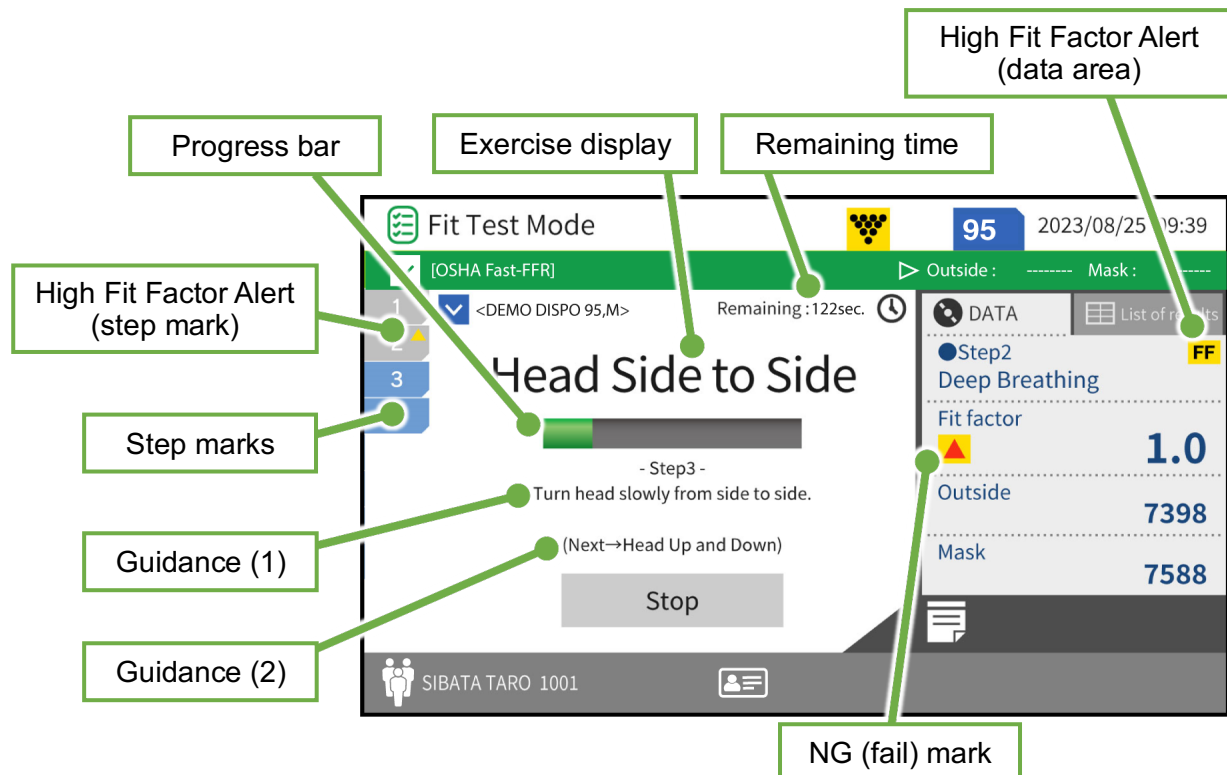 High Fit Factor Alert
(data area)
Progress bar
Exercise display
Remaining time
Fit Test Mode
95
2023/08/25 09:39
[OSHA Fast-FFR]
Outside : -------- Mask : --------
High Fit Factor Alert
(step mark)
1
<DEMO DISPO 95,M>
Remaining :122sec.
DATA
List of results
2
Step2
FF
3
Head Side to Side
Deep Breathing
Fit factor
1.0
Step marks
- Step3 -
Turn head slowly from side to side.
Outside
7398
Guidance (1)
(Next→Head Up and Down)
Mask
7588
Stop
Guidance (2)
SIBATA TARO 1001
NG (fail) mark